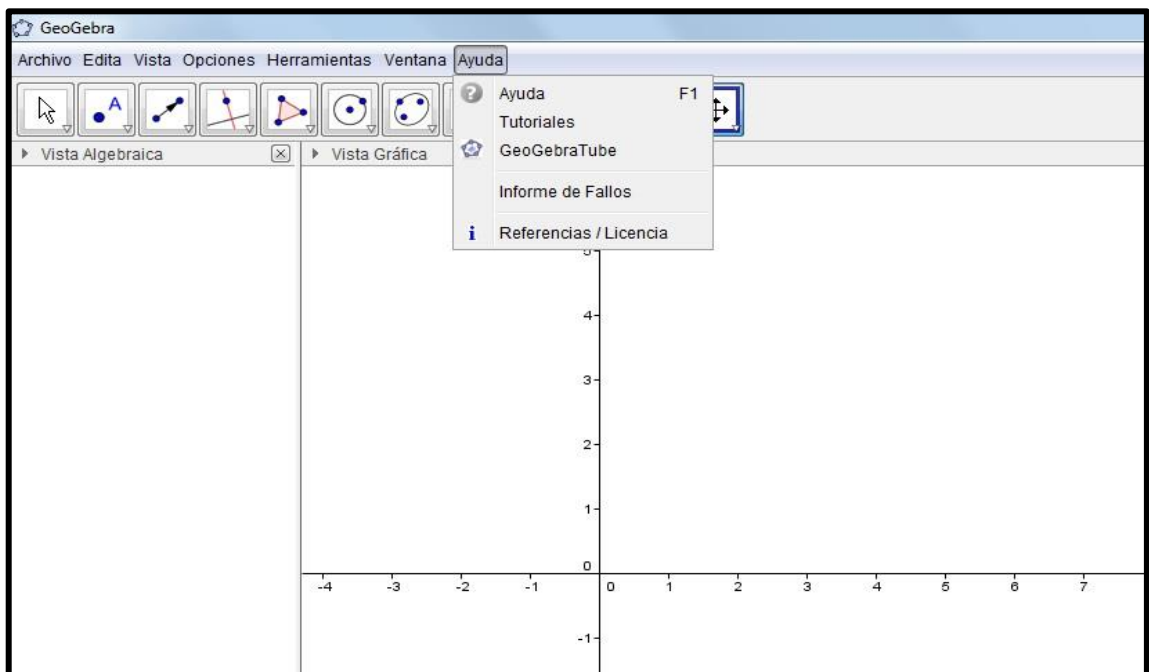 GeoGebra
Archivo Edita Vista Opciones Herramientas Ventana Ayuda
A
Ayuda F1
Tutoriales
GeoGebraTube
Informe de Fallos
Referencias / Licencia
Vista Algebraica
Vista Gráfica
5
4
3
2
1
0
-4 -3 -2 -1 0 1 2 3 4 5 6 7
-1